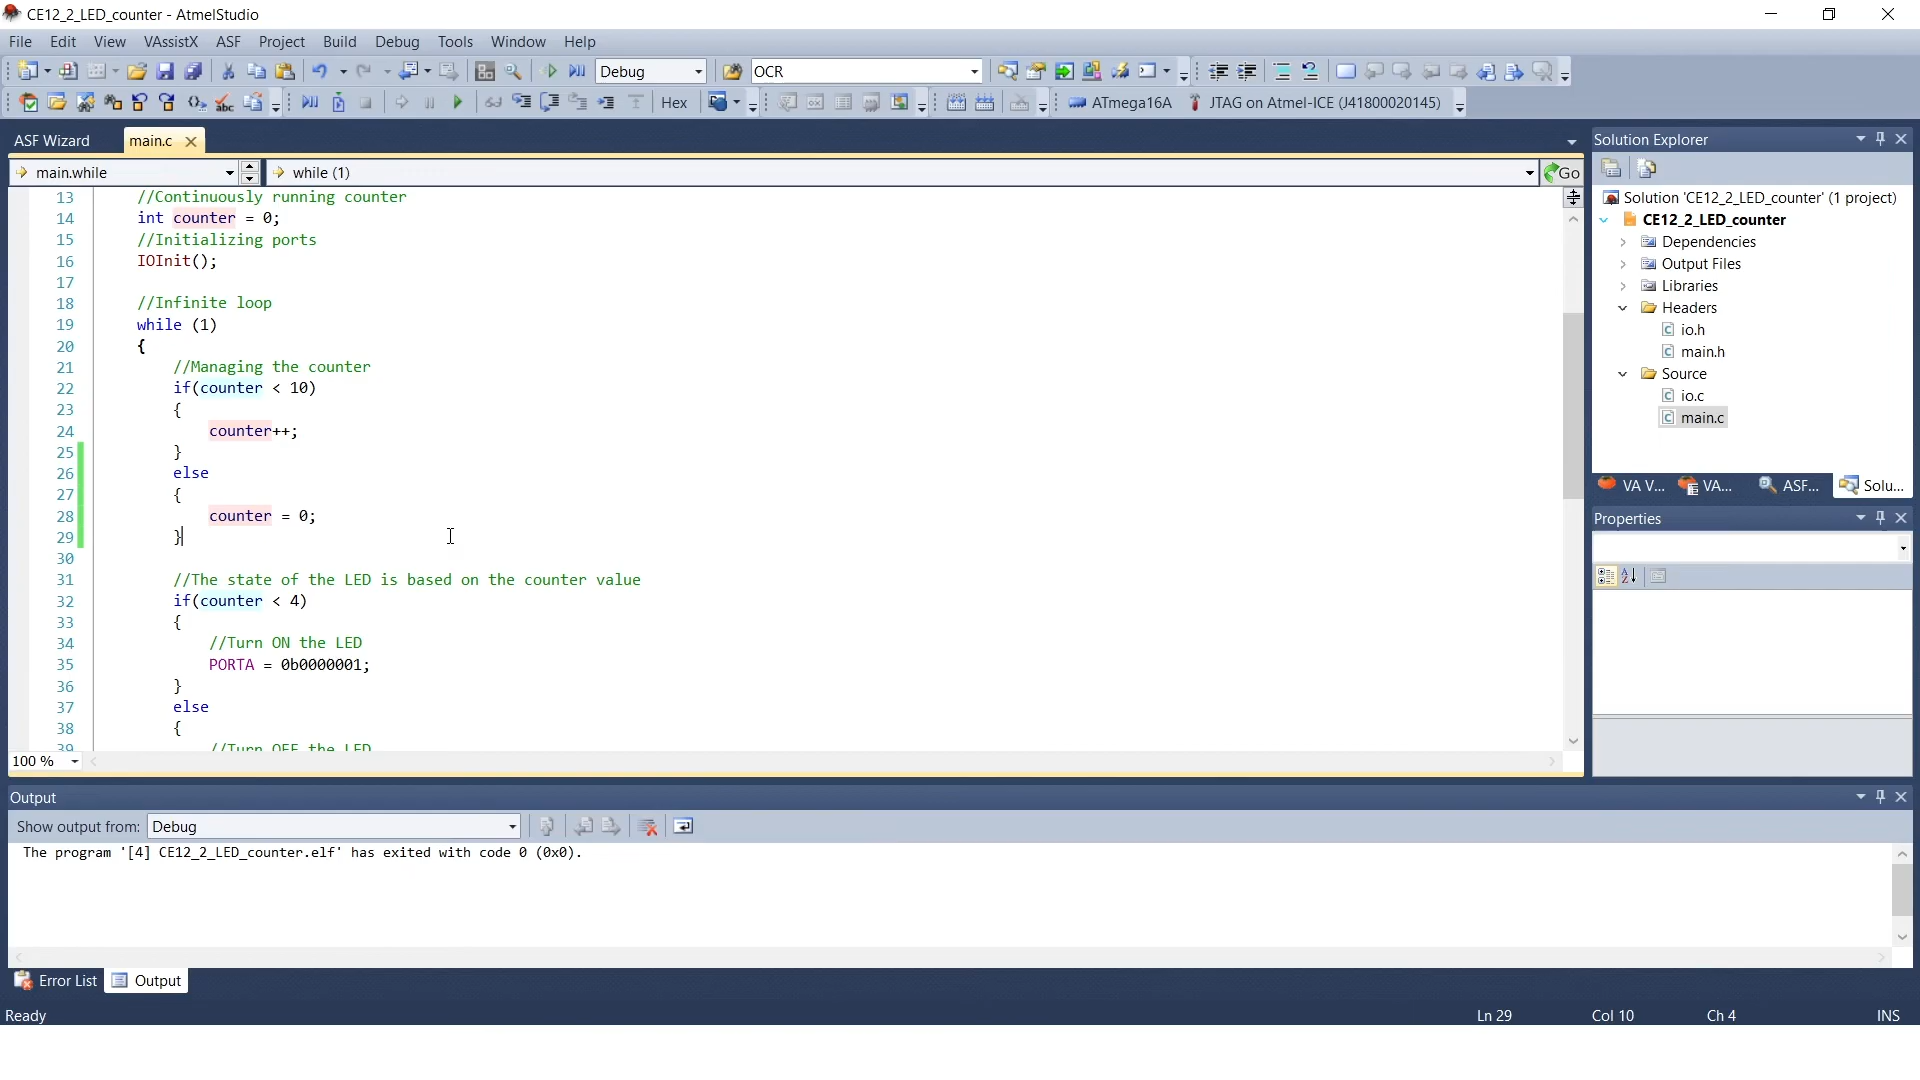 CE12_2_LED_counter - AtmelStudio
File Edit View VAssistX ASF Project Build Debug Tools Window Help
Debug OCR
Hex ATmega16A JTAG on Atmel-ICE (J41800020145)
ASF Wizard main.c
main.while while (1) Go
13 //Continuously running counter
14 int counter = 0;
15 //Initializing ports
16 IOInit();
17
18 //Infinite loop
19 while (1)
20 {
21 //Managing the counter
22 if(counter < 10)
23 {
24 counter++;
25 }
26 else
27 {
28 counter = 0;
29 }
30
31 //The state of the LED is based on the counter value
32 if(counter < 4)
33 {
34 //Turn ON the LED
35 PORTA = 0b0000001;
36 }
37 else
38 {
39 //Turn OFF the LED
100 %
Solution Explorer
Solution 'CE12_2_LED_counter' (1 project)
CE12_2_LED_counter
Dependencies
Output Files
Libraries
Headers
io.h
main.h
Source
io.c
main.c
VA V... VA... ASF... Solu...
Properties
Output
Show output from: Debug
The program '[4] CE12_2_LED_counter.elf' has exited with code 0 (0x0).
Error List Output
Ready Ln 29 Col 10 Ch 4 INS